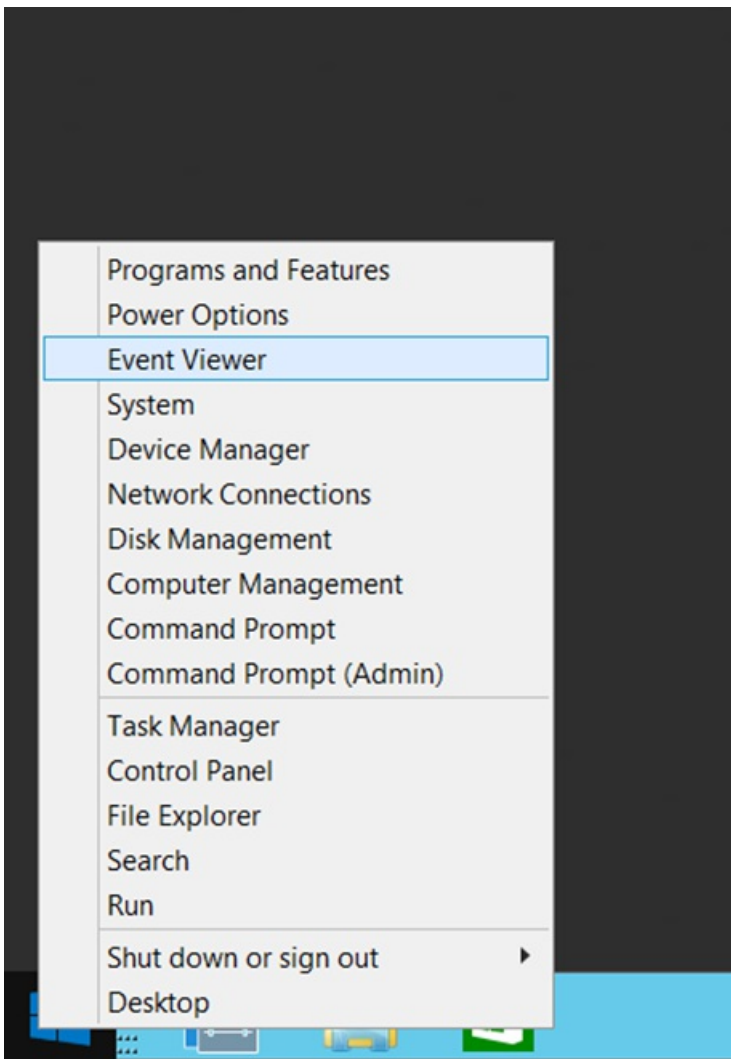 Programs and Features
Power Options
Event Viewer
System
Device Manager
Network Connections
Disk Management
Computer Management
Command Prompt
Command Prompt (Admin)
Task Manager
Control Panel
File Explorer
Search
Run
Shut down or sign out
Desktop